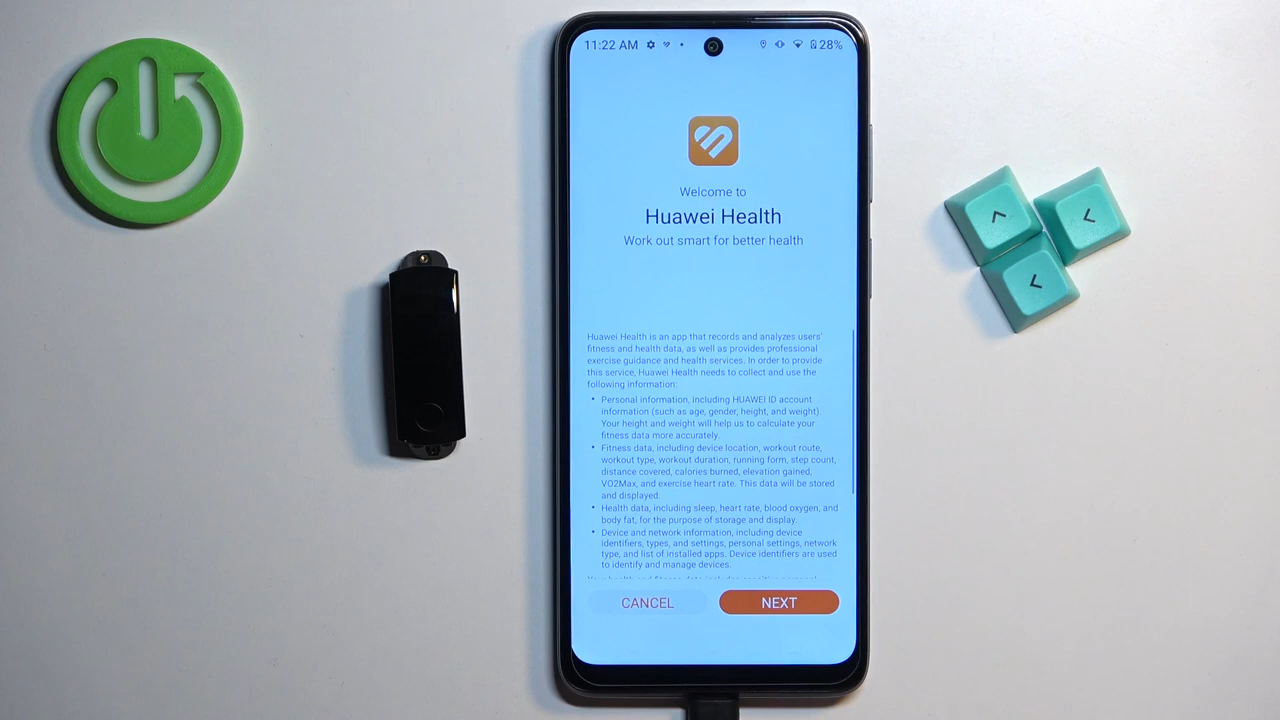 11:22 AM
28%
Welcome to
Huawei Health
Work out smart for better health
Huawei Health is an app that records and analyzes users'
fitness and health data, as well as provides professional
exercise guidance and health services. In order to provide
this service, Huawei Health needs to collect and use the
following information:
• Personal information, including HUAWEI ID account
information (such as age, gender, height, and weight).
Your height and weight will help us to calculate your
fitness data more accurately.
• Fitness data, including device location, workout route,
workout type, workout duration, running form, step count,
distance covered, calories burned, elevation gained,
VO2Max, and exercise heart rate. This data will be stored
and displayed.
• Health data, including sleep, heart rate, blood oxygen, and
body fat, for the purpose of storage and display.
• Device and network information, including device
identifiers, types, and settings, personal settings, network
type, and list of installed apps. Device identifiers are used
to identify and manage devices.
CANCEL
NEXT